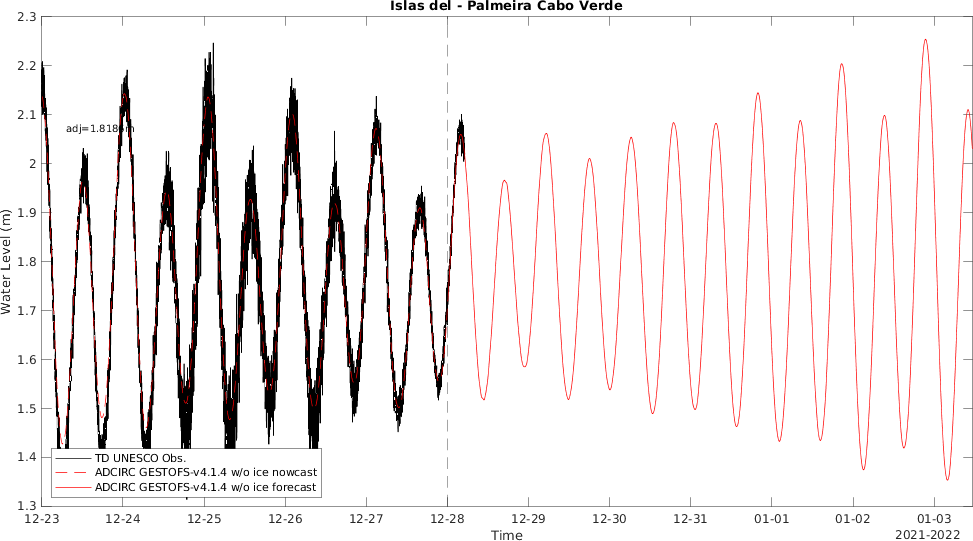 Islas del - Palmeira Cabo Verde
2.3
2.2
2.1
2
1.9
1.8
1.7
1.6
1.5
1.4
1.3
Water Level (m)
TD UNESCO Obs.
ADCIRC GESTOFS-v4.1.4 w/o ice nowcast
ADCIRC GESTOFS-v4.1.4 w/o ice forecast
12-23 12-24 12-25 12-26 12-27 12-28 12-29 12-30 12-31 01-01 01-02 01-03
Time
2021-2022